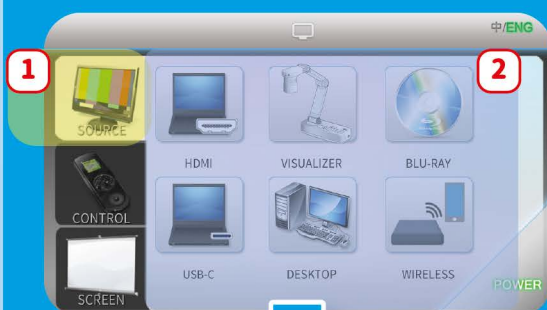 中/ENG
1
2
SOURCE
HDMI
VISUALIZER
BLU-RAY
CONTROL
USB-C
DESKTOP
WIRELESS
POWER
SCREEN